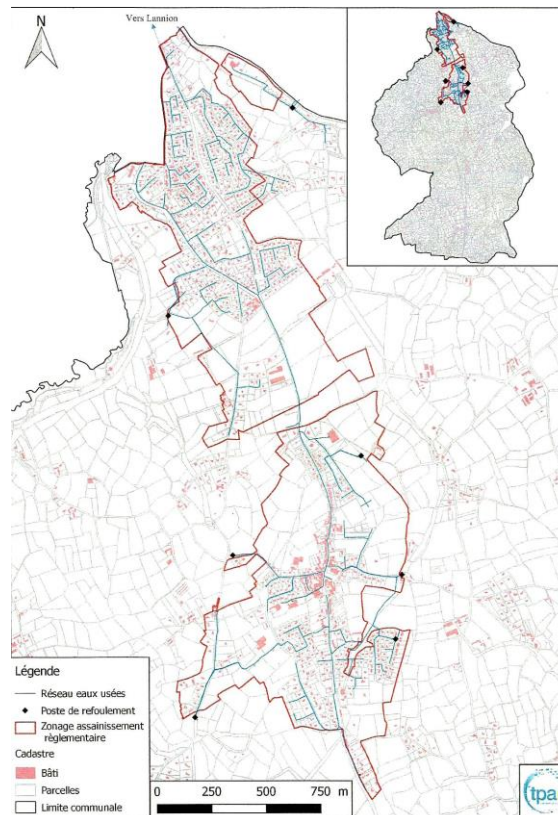 N
Vers Lannion
Légende
Réseau eaux usées
Poste de refoulement
Zonage assainissement
règlementaire
Cadastre
Bâti
Parcelles
Limite communale
0 250 500 750 m
tpa